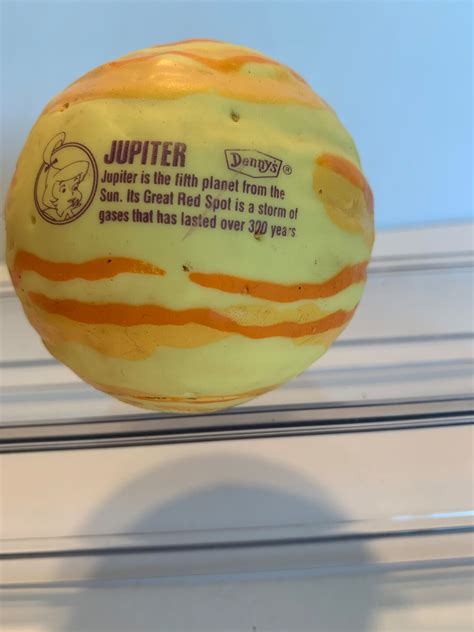 JUPITER
Denny's®
Jupiter is the fifth planet from the
Sun. Its Great Red Spot is a storm of
gases that has lasted over 300 years